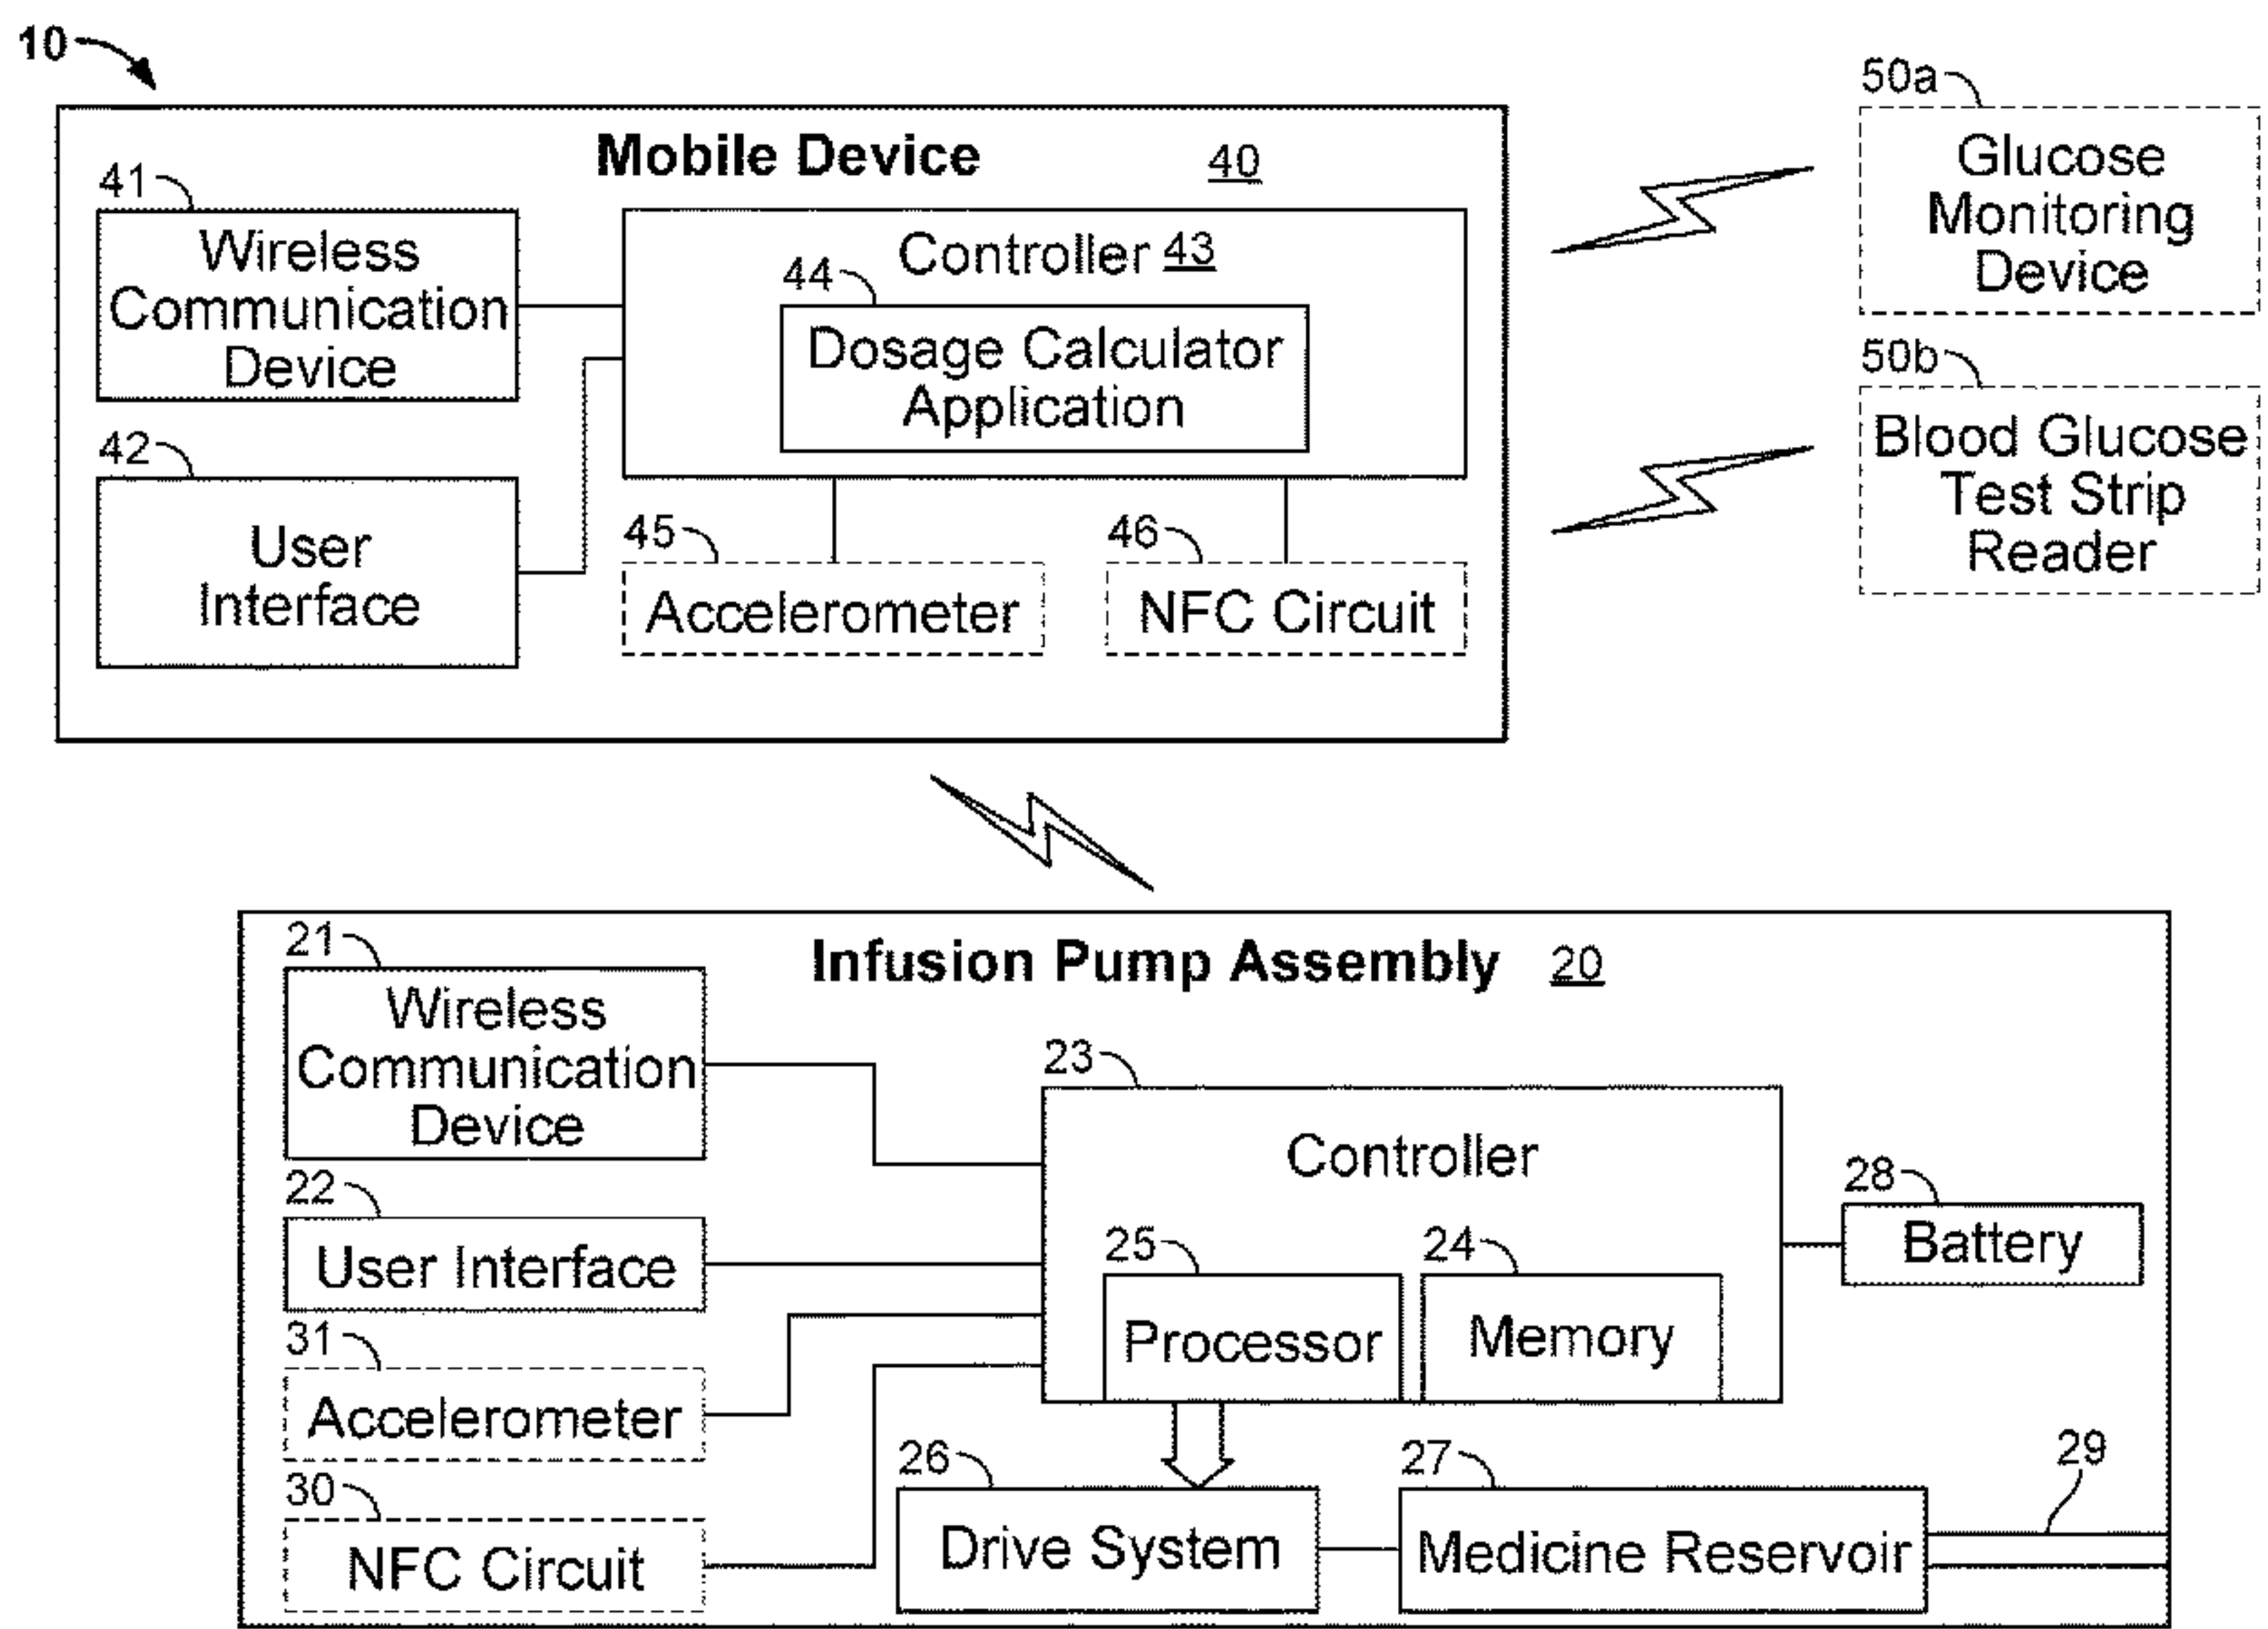 10
Mobile Device 40
41
Wireless
Communication
Device
42
User
Interface
Controller 43
44
Dosage Calculator
Application
45
Accelerometer
46
NFC Circuit
50a
Glucose
Monitoring
Device
50b
Blood Glucose
Test Strip
Reader
Infusion Pump Assembly 20
21
Wireless
Communication
Device
22
User Interface
31
Accelerometer
30
NFC Circuit
23
Controller
25
Processor
24
Memory
28
Battery
26
Drive System
27
Medicine Reservoir
29